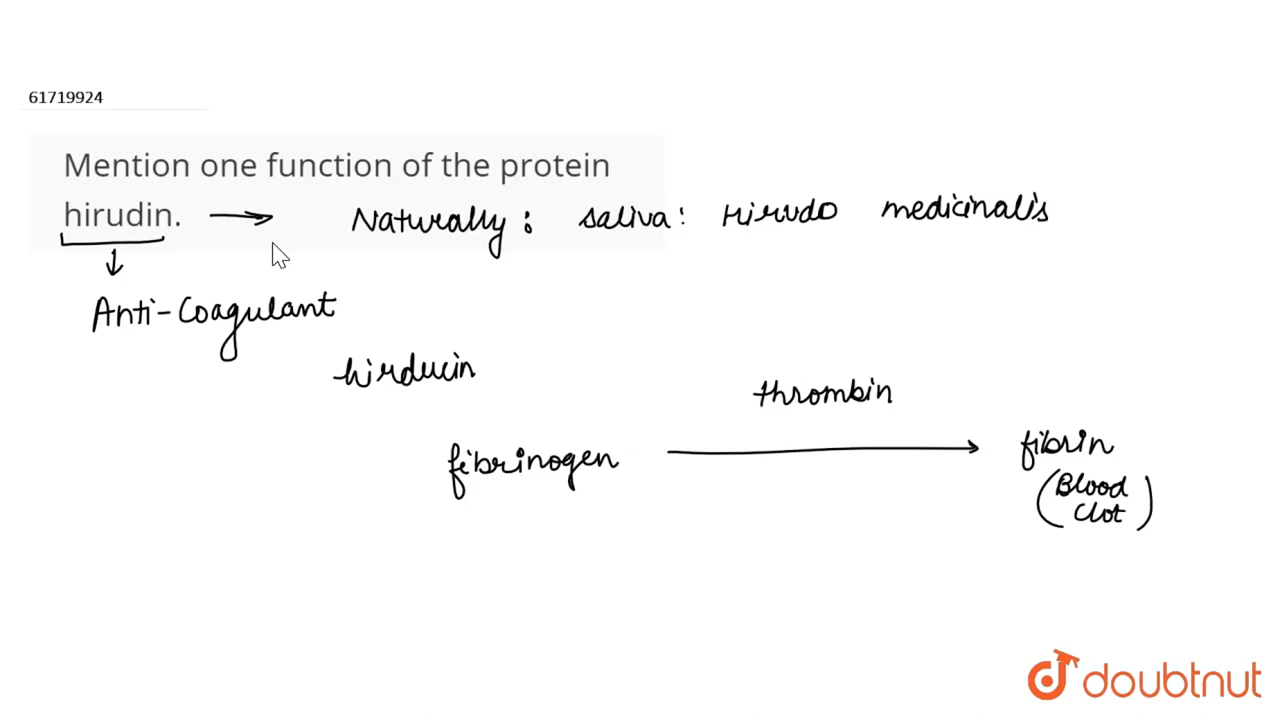 61719924
Mention one function of the protein
hirudin. → Naturally: saliva: Hirudo medicinalis
↓
Anti-Coagulant
hirducin
thrombin
fibrinogen → fibrin
(Blood
Clot)
doubtnut